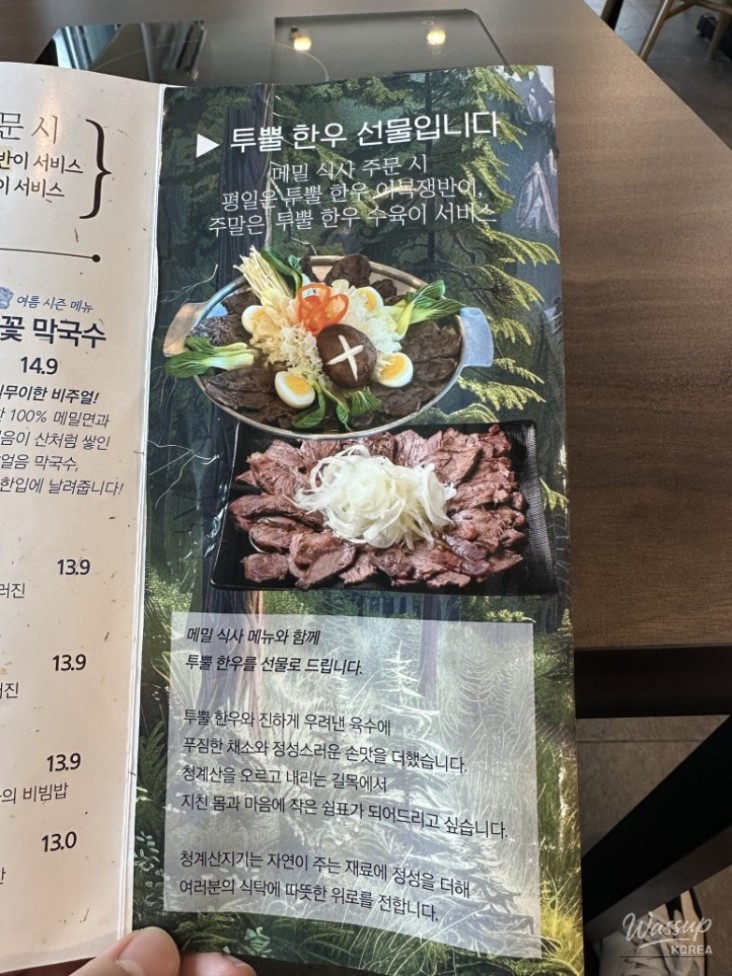 문 시
반이 서비스
이 서비스
여름 시즌 메뉴
꽃 막국수
14.9
무이한 비주얼!
100% 메밀면과
음이 산처럼 쌓인
얼음 막국수,
한입에 날려줍니다!
13.9
러진
13.9
러진
13.9
의 비빔밥
13.0
▶ 투뿔 한우 선물입니다
메밀 식사 주문 시
평일은 투뿔 한우 어복쟁반이,
주말은 투뿔 한우 수육이 서비스
메밀 식사 메뉴와 함께
투뿔 한우를 선물로 드립니다.
투뿔 한우와 진하게 우려낸 육수에
푸짐한 채소와 정성스러운 손맛을 더했습니다.
청계산을 오르고 내리는 길목에서
지친 몸과 마음에 작은 쉼표가 되어드리고 싶습니다.
청계산지기는 자연이 주는 재료에 정성을 더해
여러분의 식탁에 따뜻한 위로를 전합니다.
Wassup
KOREA